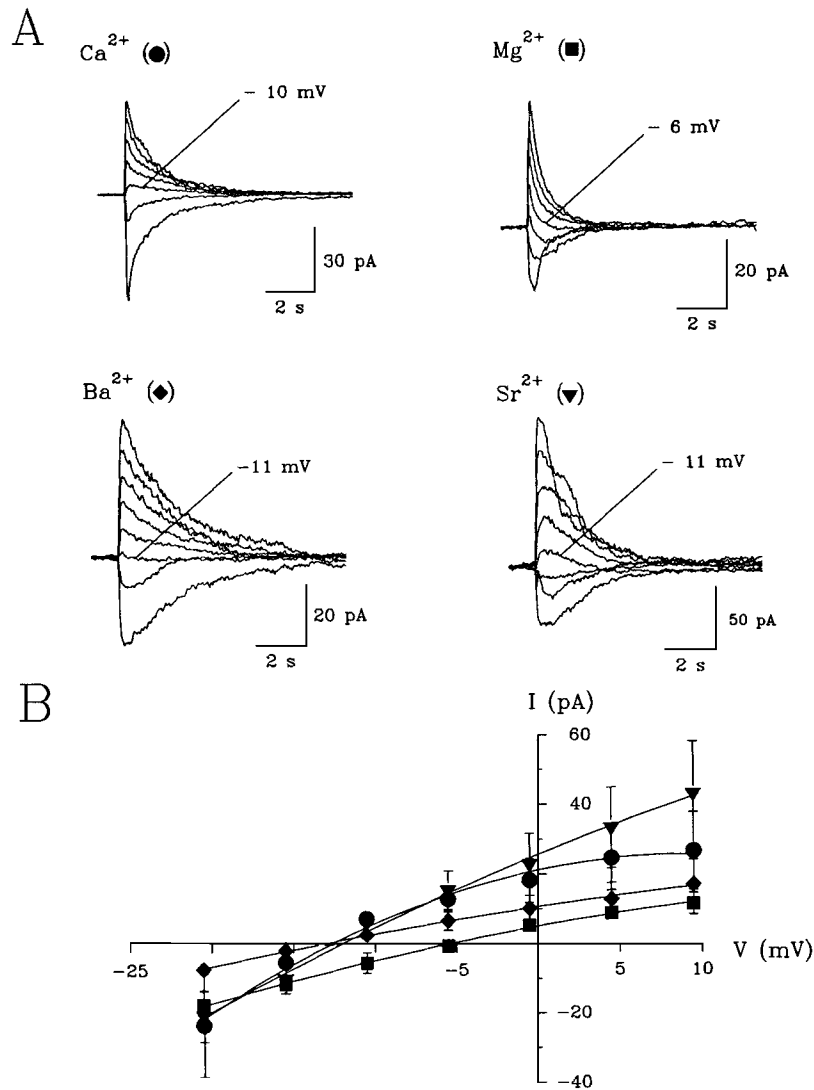 A
Ca2+ (●)
Mg2+ (■)
− 10 mV
− 6 mV
30 pA
2 s
20 pA
2 s
Ba2+ (◆)
Sr2+ (▼)
−11 mV
− 11 mV
20 pA
2 s
50 pA
2 s
B
I (pA)
60
40
−25
−5
5
10
V (mV)
−20
−40